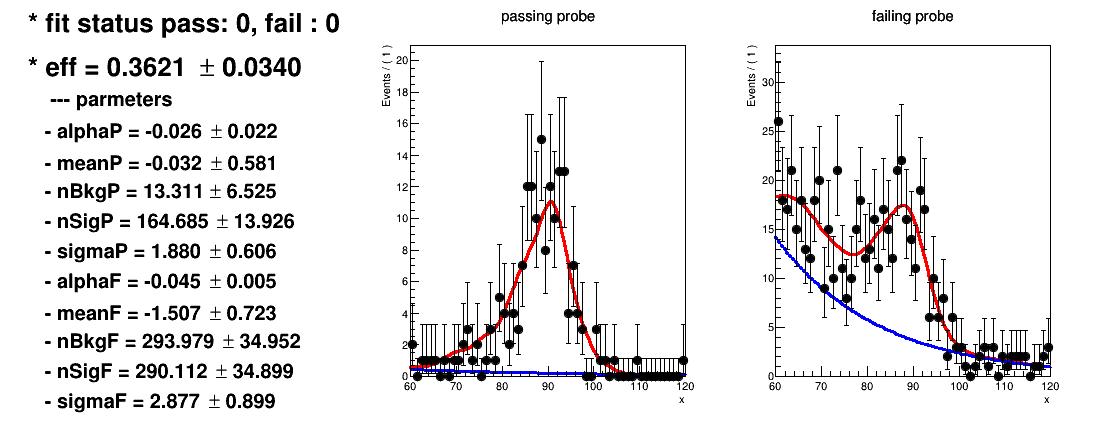 * fit status pass: 0, fail : 0
* eff = 0.3621 ± 0.0340
--- parmeters
- alphaP = -0.026 ± 0.022
- meanP = -0.032 ± 0.581
- nBkgP = 13.311 ± 6.525
- nSigP = 164.685 ± 13.926
- sigmaP = 1.880 ± 0.606
- alphaF = -0.045 ± 0.005
- meanF = -1.507 ± 0.723
- nBkgF = 293.979 ± 34.952
- nSigF = 290.112 ± 34.899
- sigmaF = 2.877 ± 0.899
passing probe
Events / ( 1 )
20
18
16
14
12
10
8
6
4
2
0
60 70 80 90 100 110 120
x
failing probe
Events / ( 1 )
30
25
20
15
10
5
0
60 70 80 90 100 110 120
x